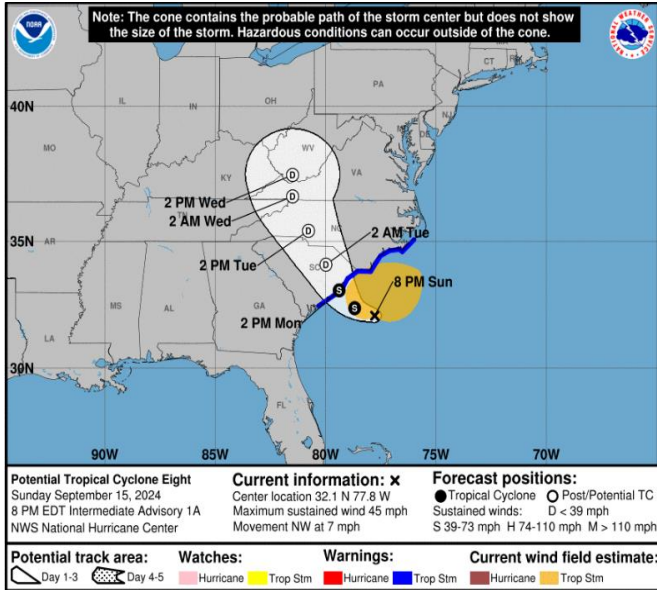 Note: The cone contains the probable path of the storm center but does not show
the size of the storm. Hazardous conditions can occur outside of the cone.
NOAA
40N
35N
30N
90W
85W
80W
75W
70W
MO
IL
IN
OH
PA
NJ
CT
DE
WV
VA
KY
TN
NC
AR
SC
MS
AL
GA
LA
FL
D
2 PM Wed
D
2 AM Wed
D
2 PM Tue
D
2 AM Tue
S
2 PM Mon
S
8 PM Sun
Potential Tropical Cyclone Eight
Sunday September 15, 2024
8 PM EDT Intermediate Advisory 1A
NWS National Hurricane Center
Current information: ×
Center location 32.1 N 77.8 W
Maximum sustained wind 45 mph
Movement NW at 7 mph
Forecast positions:
● Tropical Cyclone ○ Post/Potential TC
Sustained winds: D < 39 mph
S 39-73 mph H 74-110 mph M > 110 mph
Potential track area:
Day 1-3 Day 4-5
Watches:
Hurricane Trop Stm
Warnings:
Hurricane Trop Stm
Current wind field estimate:
Hurricane Trop Stm